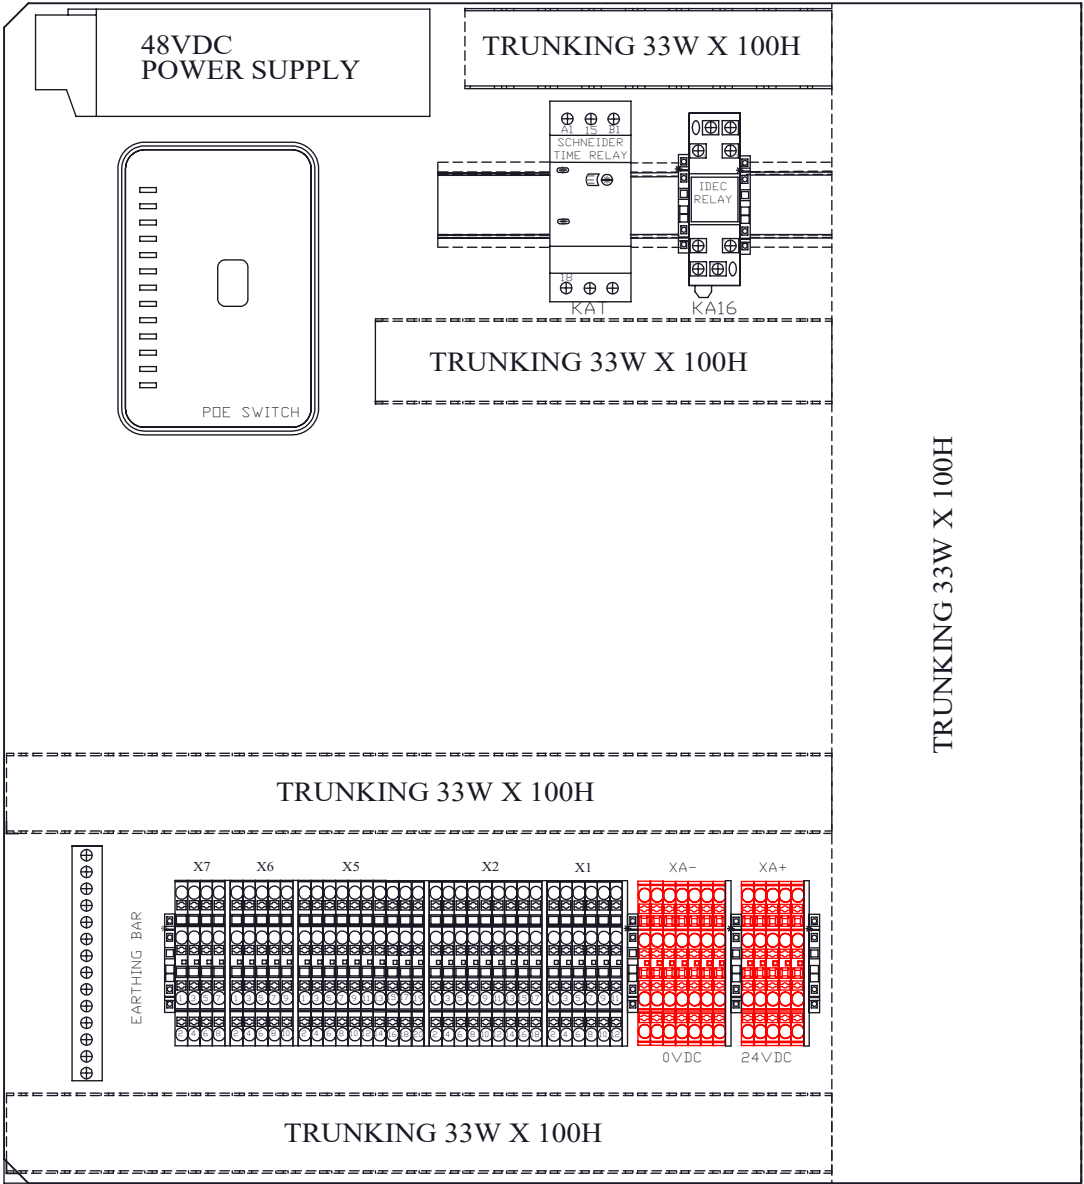 48VDC
POWER SUPPLY
TRUNKING 33W X 100H
A1 15 B1
SCHNEIDER
TIME RELAY
IDEC
RELAY
18
KAT
KA16
TRUNKING 33W X 100H
POE SWITCH
TRUNKING 33W X 100H
TRUNKING 33W X 100H
X7 X6 X5 X2 X1 XA- XA+
EARTHING BAR
0VDC 24VDC
TRUNKING 33W X 100H